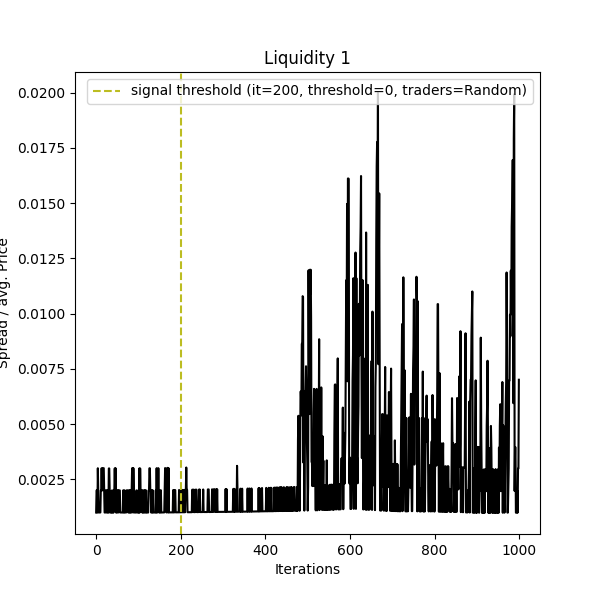 Liquidity 1
signal threshold (it=200, threshold=0, traders=Random)
0.0200
0.0175
0.0150
0.0125
0.0100
0.0075
0.0050
0.0025
Spread / avg. Price
0 200 400 600 800 1000
Iterations